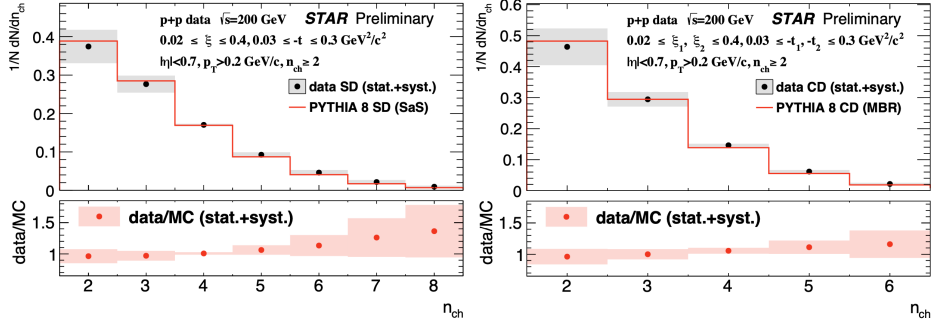 p+p data √s=200 GeV STAR Preliminary
0.02 ≤ ξ ≤ 0.4, 0.03 ≤ -t ≤ 0.3 GeV²/c²
|η|<0.7, p_T>0.2 GeV/c, n_ch≥ 2
data SD (stat.+syst.)
PYTHIA 8 SD (SaS)
1/N dN/dn_ch
0.4
0.3
0.2
0.1
0
data/MC (stat.+syst.)
data/MC
1.5
1
2 3 4 5 6 7 8
n_ch
p+p data √s=200 GeV STAR Preliminary
0.02 ≤ ξ₁, ξ₂ ≤ 0.4, 0.03 ≤ -t₁, -t₂ ≤ 0.3 GeV²/c²
|η|<0.7, p_T>0.2 GeV/c, n_ch≥ 2
data CD (stat.+syst.)
PYTHIA 8 CD (MBR)
1/N dN/dn_ch
0.5
0.4
0.3
0.2
0.1
0
data/MC (stat.+syst.)
data/MC
1.5
1
2 3 4 5 6
n_ch